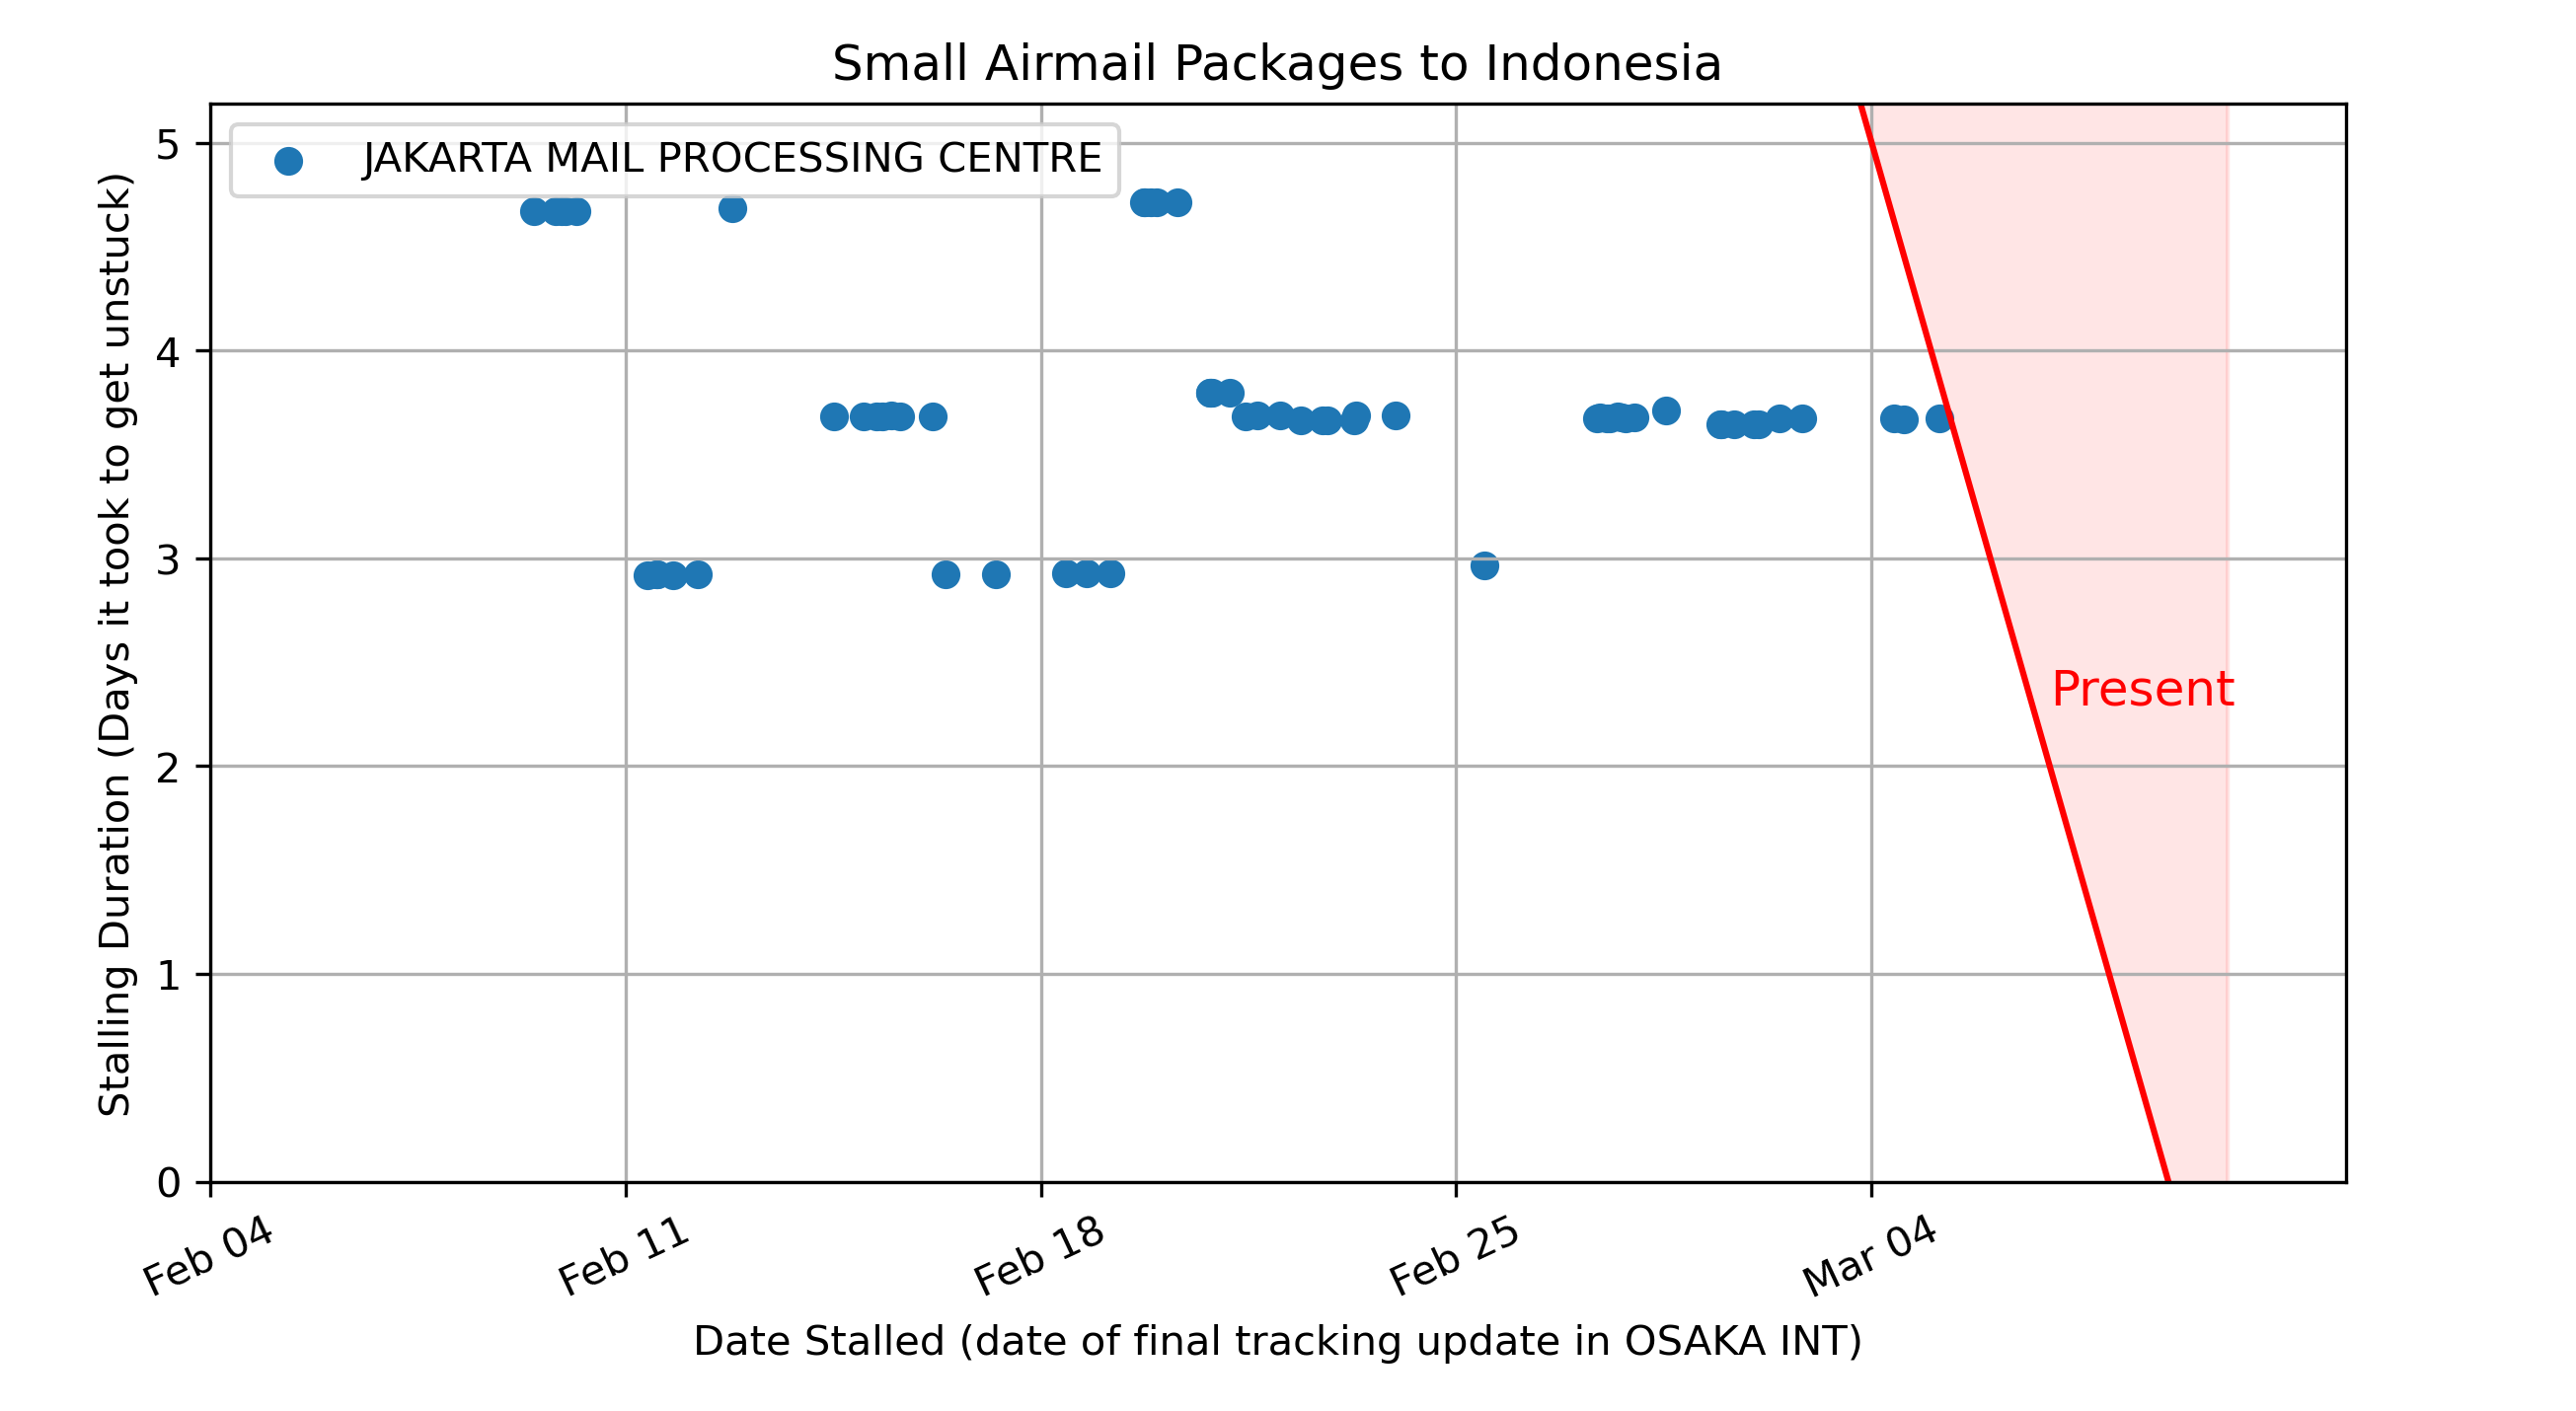 Small Airmail Packages to Indonesia
JAKARTA MAIL PROCESSING CENTRE
Stalling Duration (Days it took to get unstuck)
5
4
3
2
1
0
Present
Feb 04
Feb 11
Feb 18
Feb 25
Mar 04
Date Stalled (date of final tracking update in OSAKA INT)